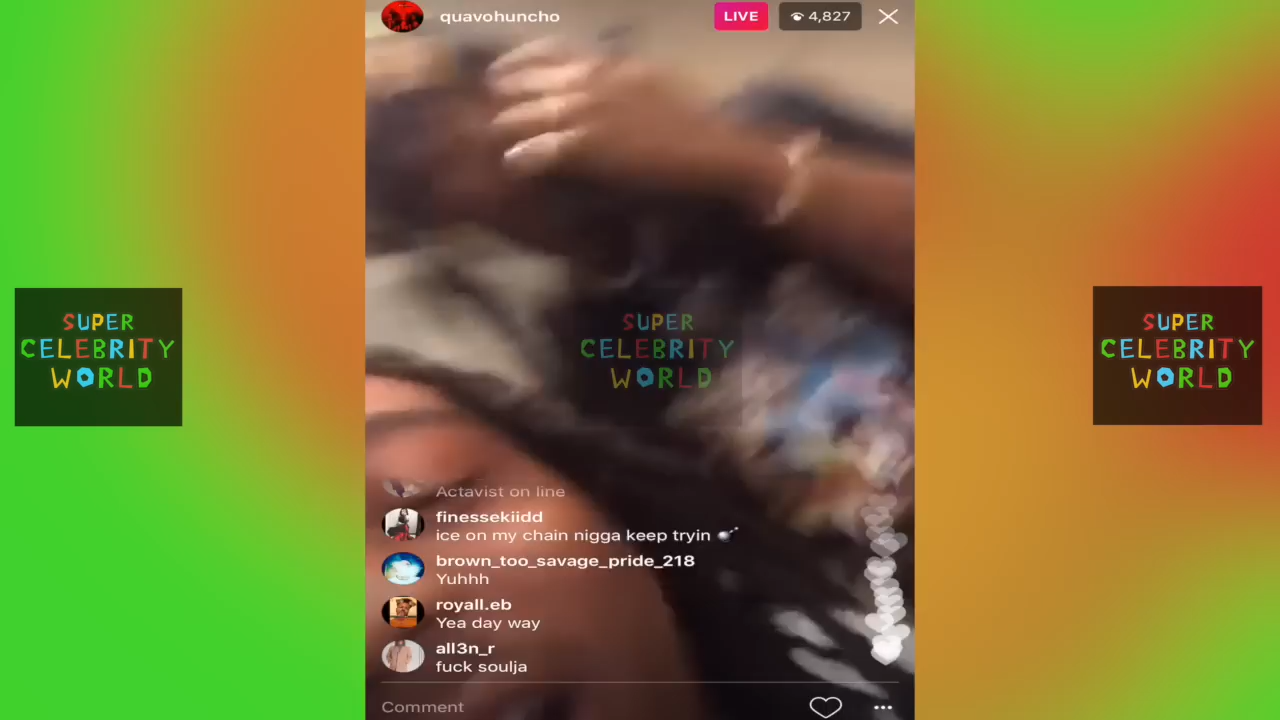 quavohuncho
LIVE
4,827
SUPER
CELEBRITY
WORLD
SUPER
CELEBRITY
WORLD
SUPER
CELEBRITY
WORLD
Actavist on line
finessekiidd
ice on my chain nigga keep tryin
brown_too_savage_pride_218
Yuhhh
royall.eb
Yea day way
all3n_r
fuck soulja
Comment